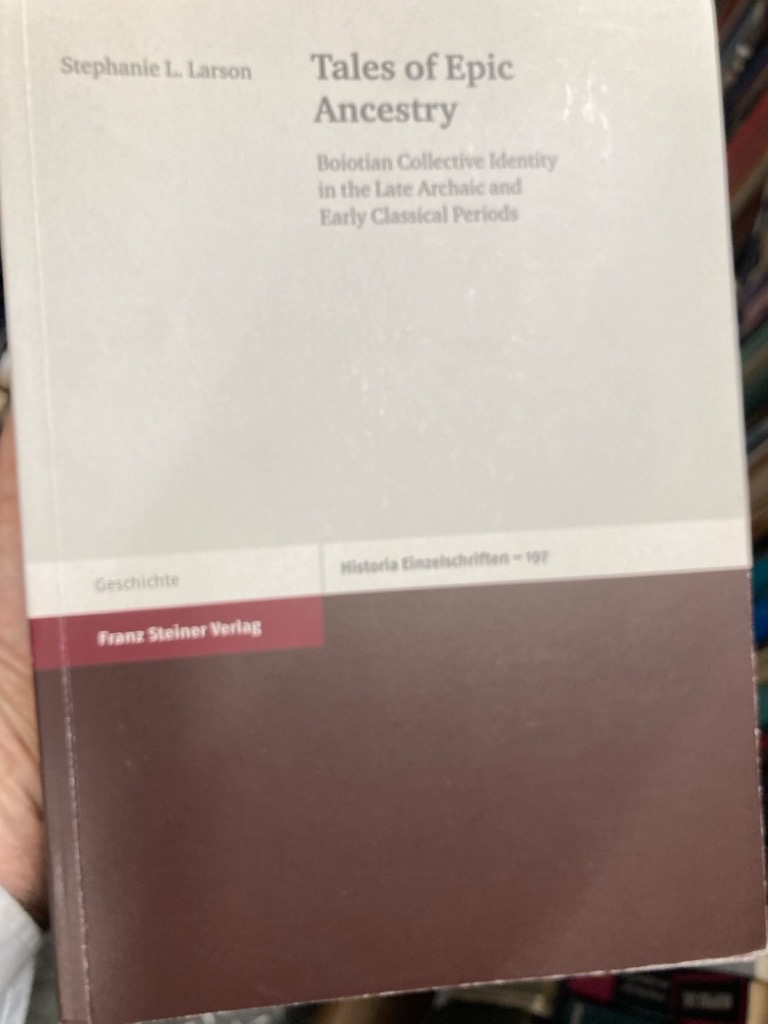 Stephanie L. Larson
Tales of Epic
Ancestry
Boiotian Collective Identity
in the Late Archaic and
Early Classical Periods
Geschichte
Historia Einzelschriften – 197
Franz Steiner Verlag